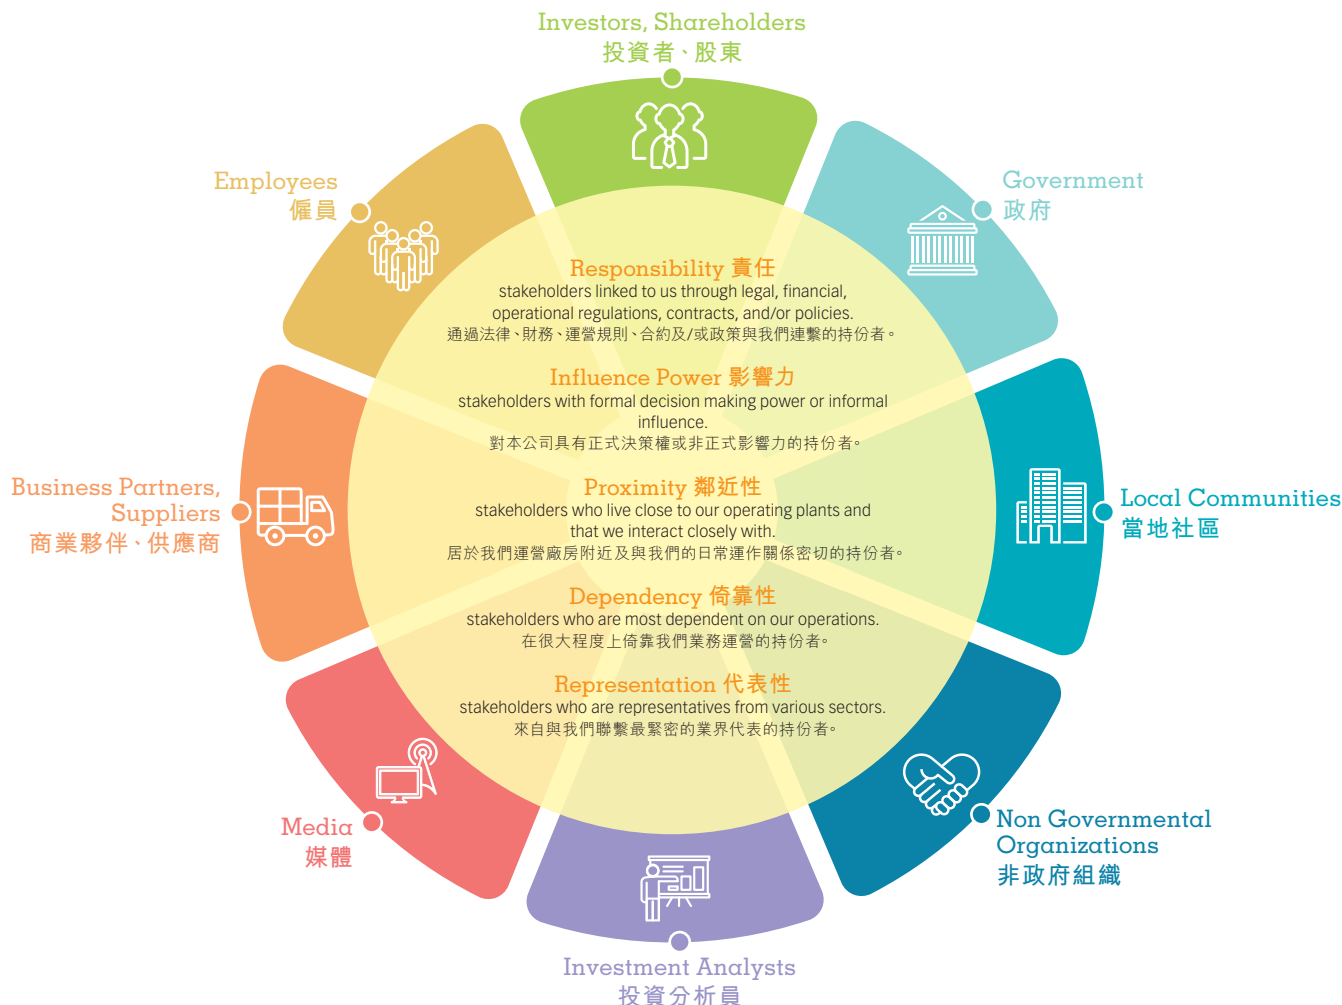 Investors, Shareholders
投資者、股東
Employees
僱員
Government
政府
Responsibility 責任
stakeholders linked to us through legal, financial,
operational regulations, contracts, and/or policies.
通過法律、財務、運營規則、合約及/或政策與我們連繫的持份者。
Influence Power 影響力
stakeholders with formal decision making power or informal
influence.
對本公司具有正式決策權或非正式影響力的持份者。
Business Partners,
Suppliers
商業夥伴、供應商
Proximity 鄰近性
stakeholders who live close to our operating plants and
that we interact closely with.
居於我們運營廠房附近及與我們的日常運作關係密切的持份者。
Local Communities
當地社區
Dependency 倚靠性
stakeholders who are most dependent on our operations.
在很大程度上倚靠我們業務運營的持份者。
Representation 代表性
stakeholders who are representatives from various sectors.
來自與我們聯繫最緊密的業界代表的持份者。
Media
媒體
Non Governmental
Organizations
非政府組織
Investment Analysts
投資分析員